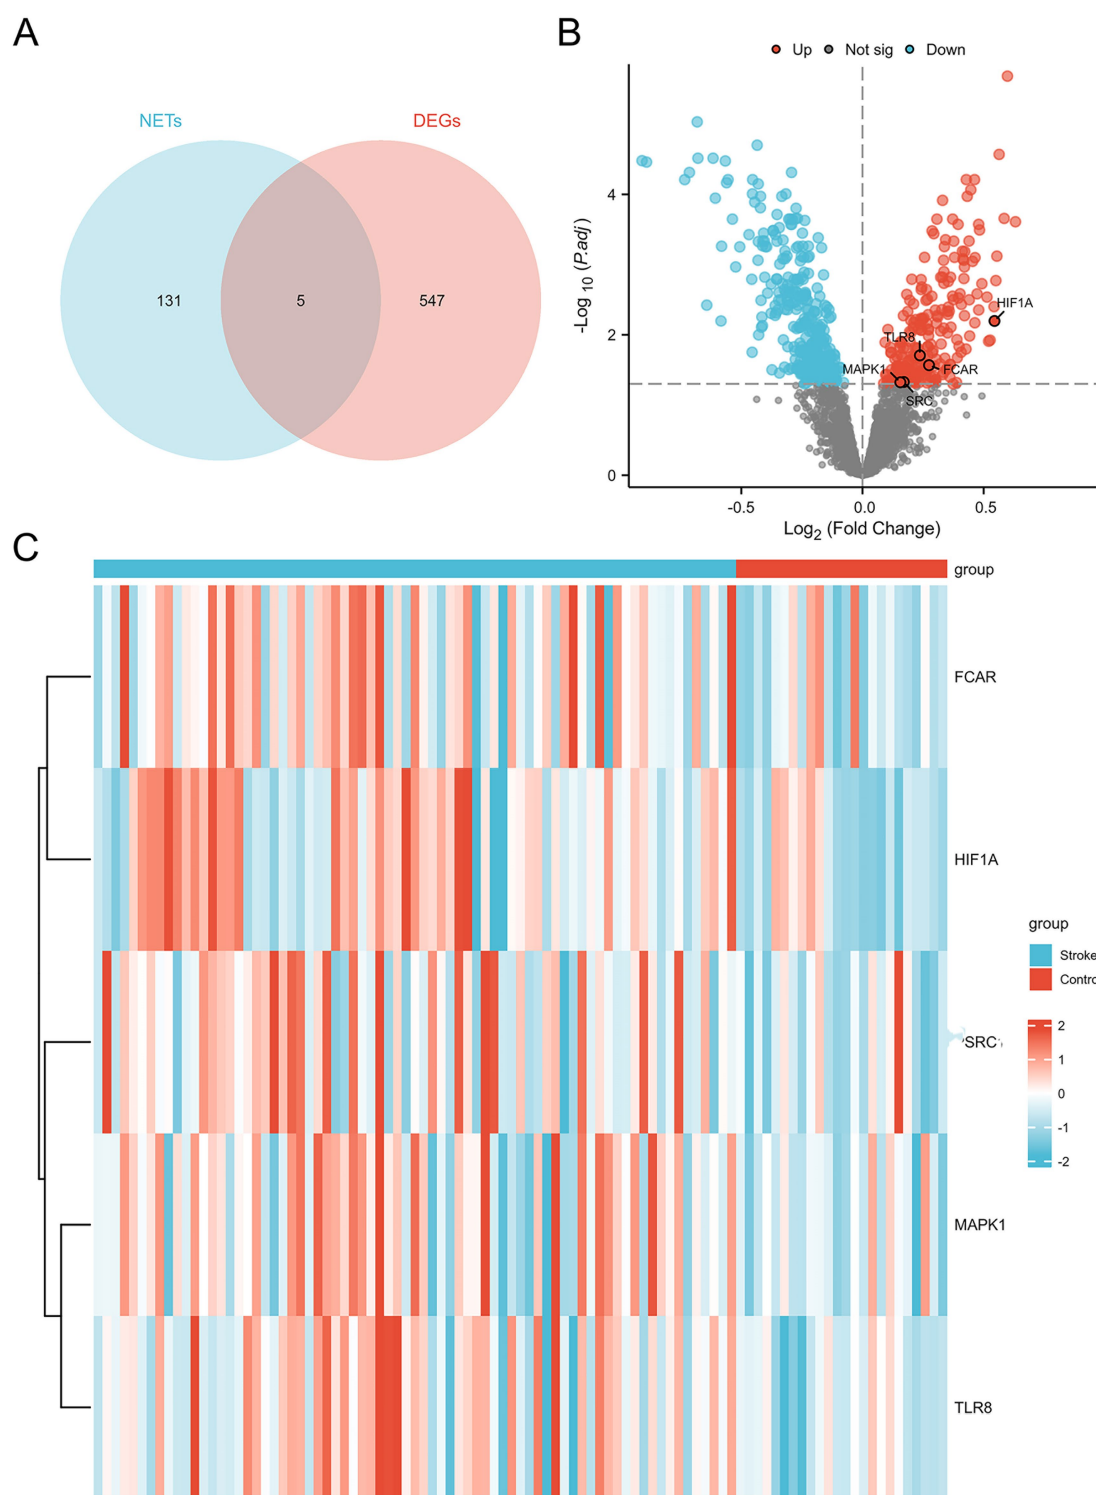 A
NETs
DEGs
131
5
547
B
Up
Not sig
Down
-Log 10 (P.adj)
4
2
0
HIF1A
TLR8
MAPK1
FCAR
SRC
-0.5
0.0
0.5
Log2 (Fold Change)
C
group
FCAR
HIF1A
SRC
MAPK1
TLR8
group
Stroke
Contro
2
1
0
-1
-2